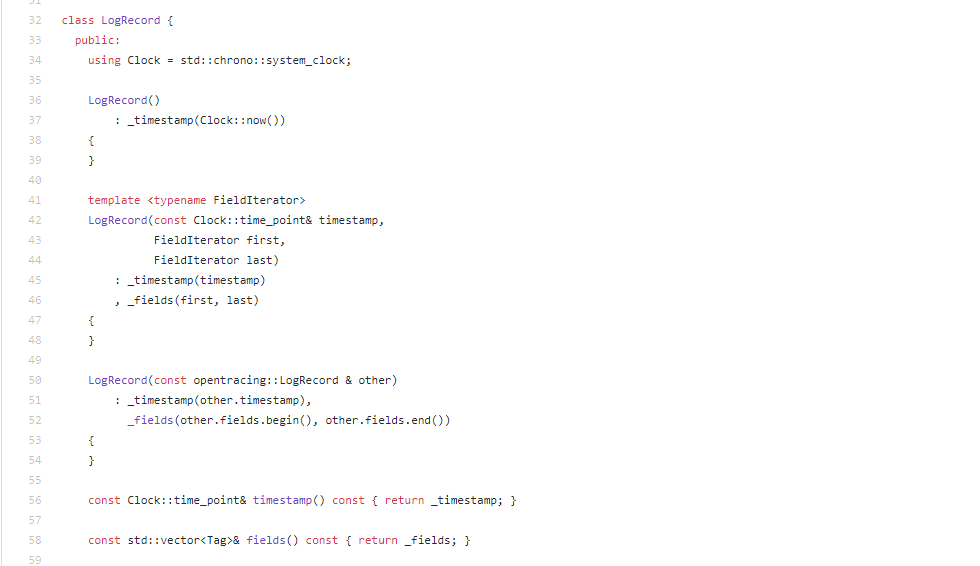 31
32 class LogRecord {
33 public:
34 using Clock = std::chrono::system_clock;
35
36 LogRecord()
37 : _timestamp(Clock::now())
38 {
39 }
40
41 template <typename FieldIterator>
42 LogRecord(const Clock::time_point& timestamp,
43 FieldIterator first,
44 FieldIterator last)
45 : _timestamp(timestamp)
46 , _fields(first, last)
47 {
48 }
49
50 LogRecord(const opentracing::LogRecord & other)
51 : _timestamp(other.timestamp),
52 _fields(other.fields.begin(), other.fields.end())
53 {
54 }
55
56 const Clock::time_point& timestamp() const { return _timestamp; }
57
58 const std::vector<Tag>& fields() const { return _fields; }
59